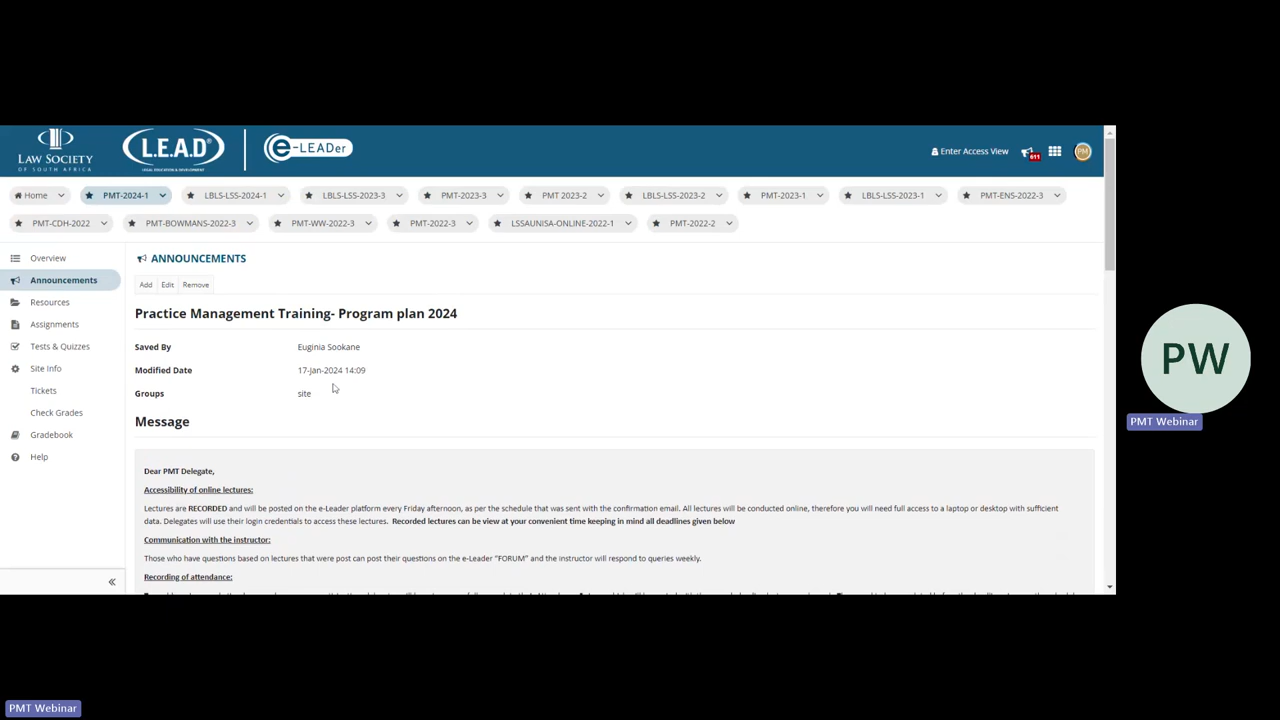 LAW SOCIETY
OF SOUTH AFRICA
L.E.A.D
LEGAL EDUCATION & DEVELOPMENT
e-LEADer
Enter Access View
611
PM
Home
PMT-2024-1
LBLS-LSS-2024-1
LBLS-LSS-2023-3
PMT-2023-3
PMT 2023-2
LBLS-LSS-2023-2
PMT-2023-1
LBLS-LSS-2023-1
PMT-ENS-2022-3
PMT-CDH-2022
PMT-BOWMANS-2022-3
PMT-WW-2022-3
PMT-2022-3
LSSAUNISA-ONLINE-2022-1
PMT-2022-2
Overview
Announcements
Resources
Assignments
Tests & Quizzes
Site Info
Tickets
Check Grades
Gradebook
Help
ANNOUNCEMENTS
Add Edit Remove
Practice Management Training- Program plan 2024
Saved By Euginia Sookane
Modified Date 17-Jan-2024 14:09
Groups site
Message
Dear PMT Delegate,
Accessibility of online lectures:
Lectures are RECORDED and will be posted on the e-Leader platform every Friday afternoon, as per the schedule that was sent with the confirmation email. All lectures will be conducted online, therefore you will need full access to a laptop or desktop with sufficient
data. Delegates will use their login credentials to access these lectures. Recorded lectures can be view at your convenient time keeping in mind all deadlines given below
Communication with the instructor:
Those who have questions based on lectures that were post can post their questions on the e-Leader “FORUM” and the instructor will respond to queries weekly.
Recording of attendance:
PW
PMT Webinar
PMT Webinar